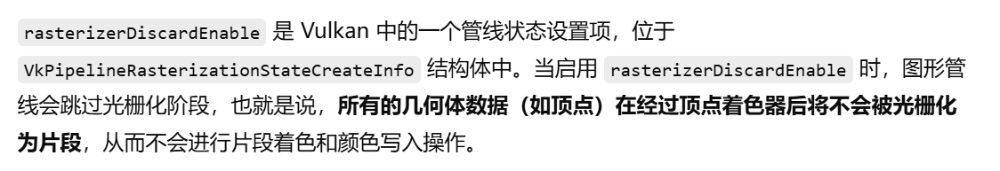 rasterizerDiscardEnable 是 Vulkan 中的一个管线状态设置项，位于
VkPipelineRasterizationStateCreateInfo 结构体中。当启用 rasterizerDiscardEnable 时，图形管
线会跳过光栅化阶段，也就是说，所有的几何体数据（如顶点）在经过顶点着色器后将不会被光栅化
为片段，从而不会进行片段着色和颜色写入操作。